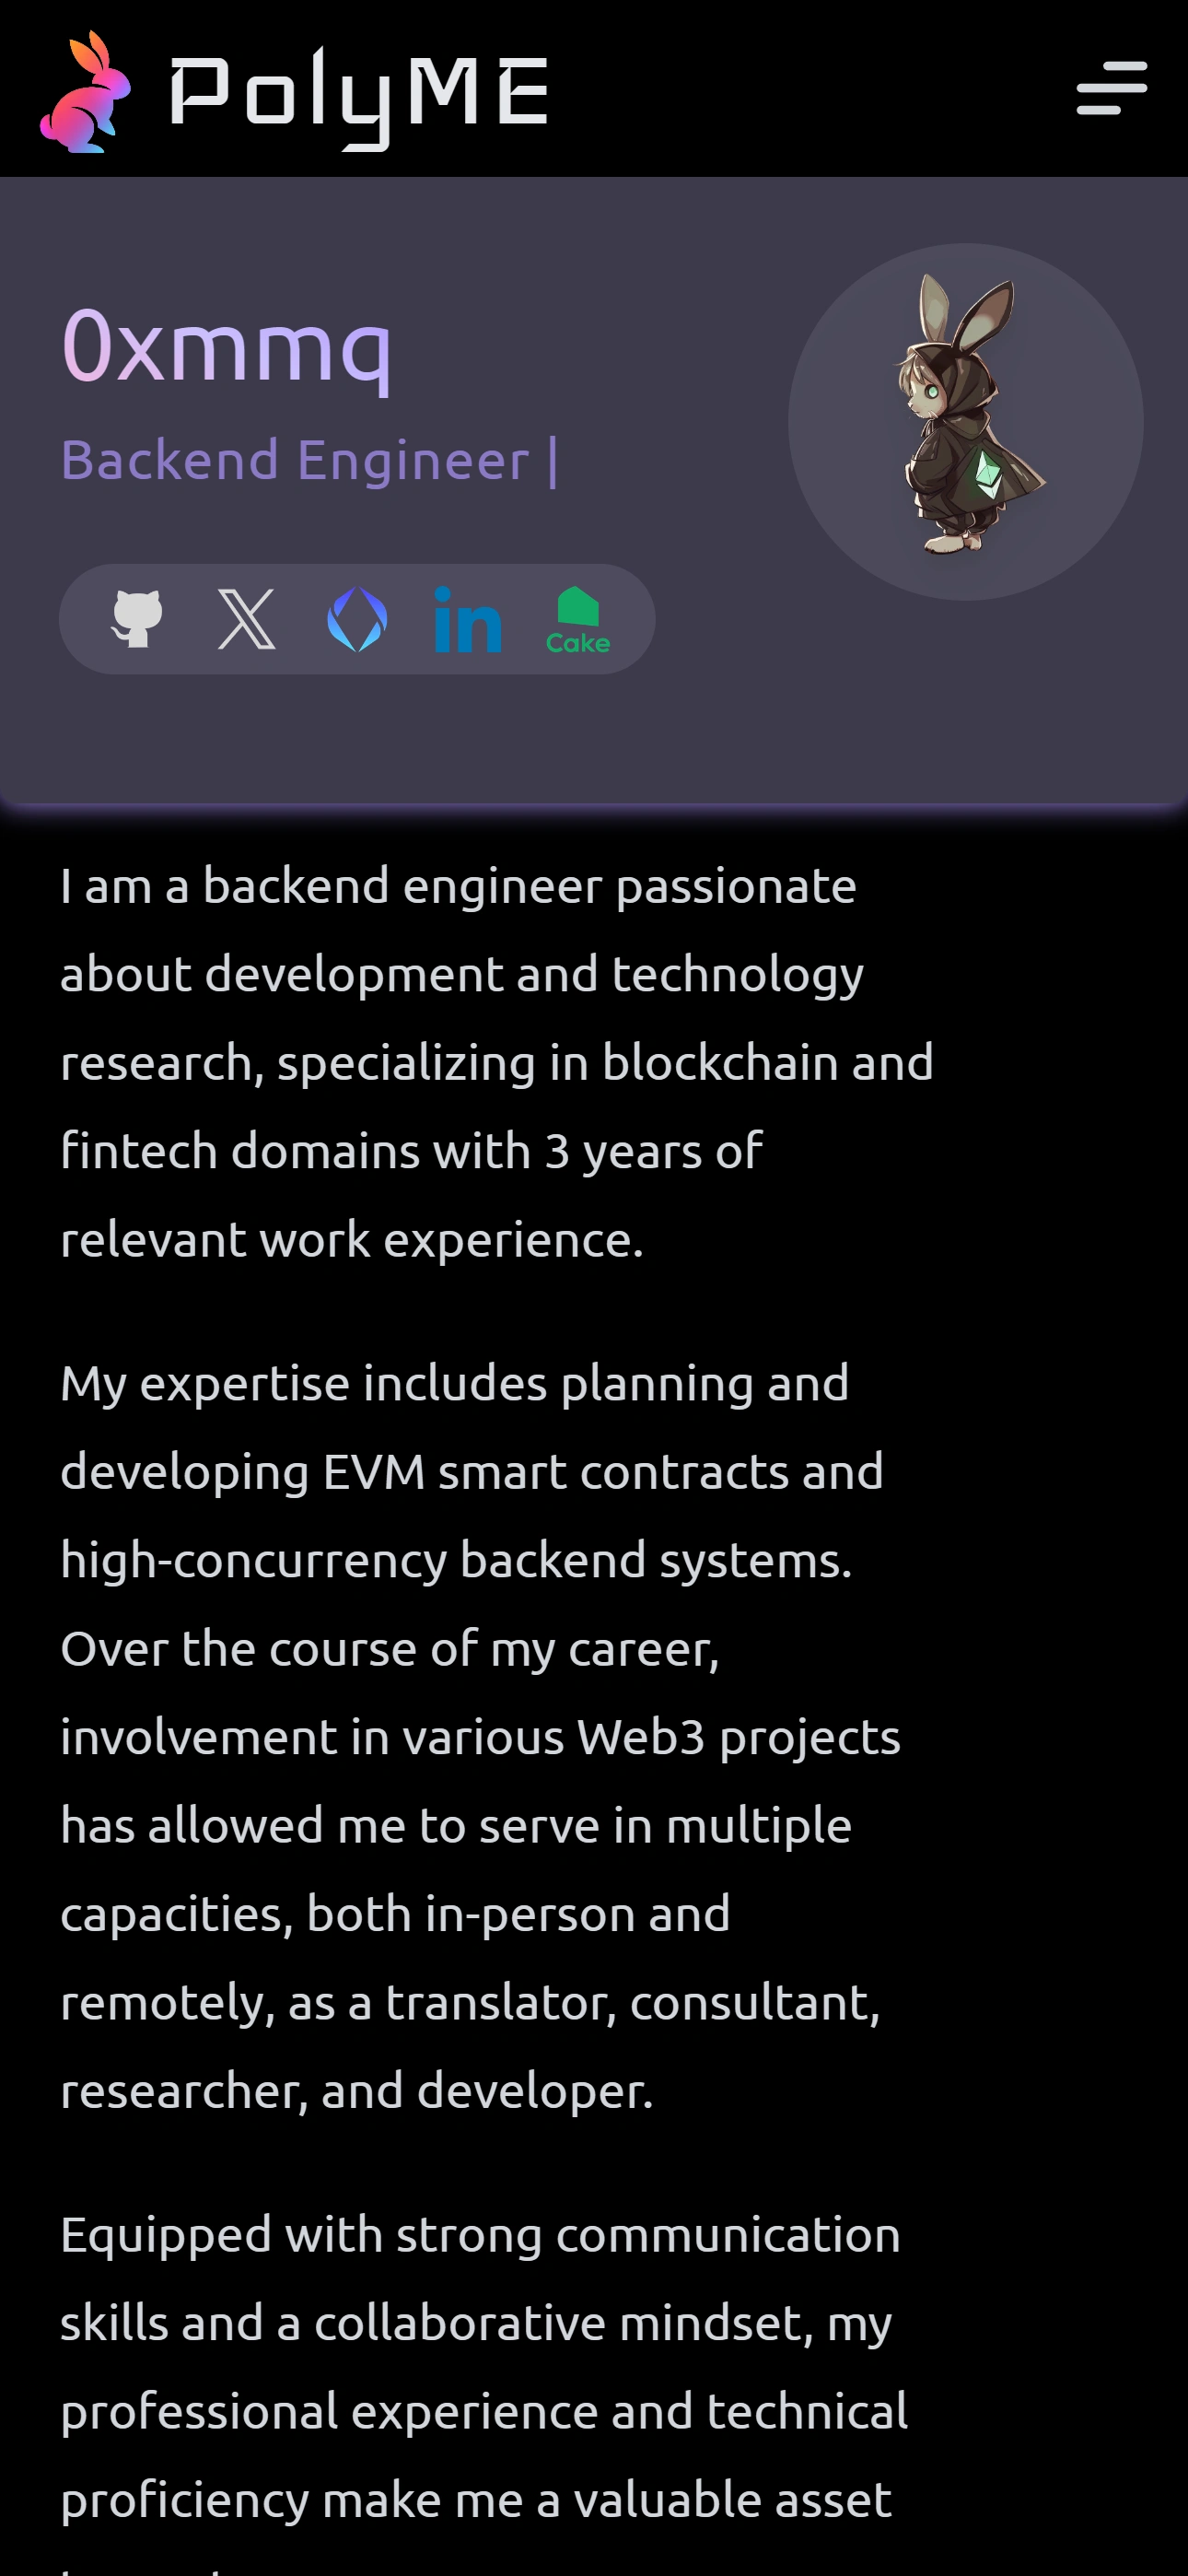 PolyME
0xmmq
Backend Engineer |
in
Cake
I am a backend engineer passionate
about development and technology
research, specializing in blockchain and
fintech domains with 3 years of
relevant work experience.
My expertise includes planning and
developing EVM smart contracts and
high-concurrency backend systems.
Over the course of my career,
involvement in various Web3 projects
has allowed me to serve in multiple
capacities, both in-person and
remotely, as a translator, consultant,
researcher, and developer.
Equipped with strong communication
skills and a collaborative mindset, my
professional experience and technical
proficiency make me a valuable asset